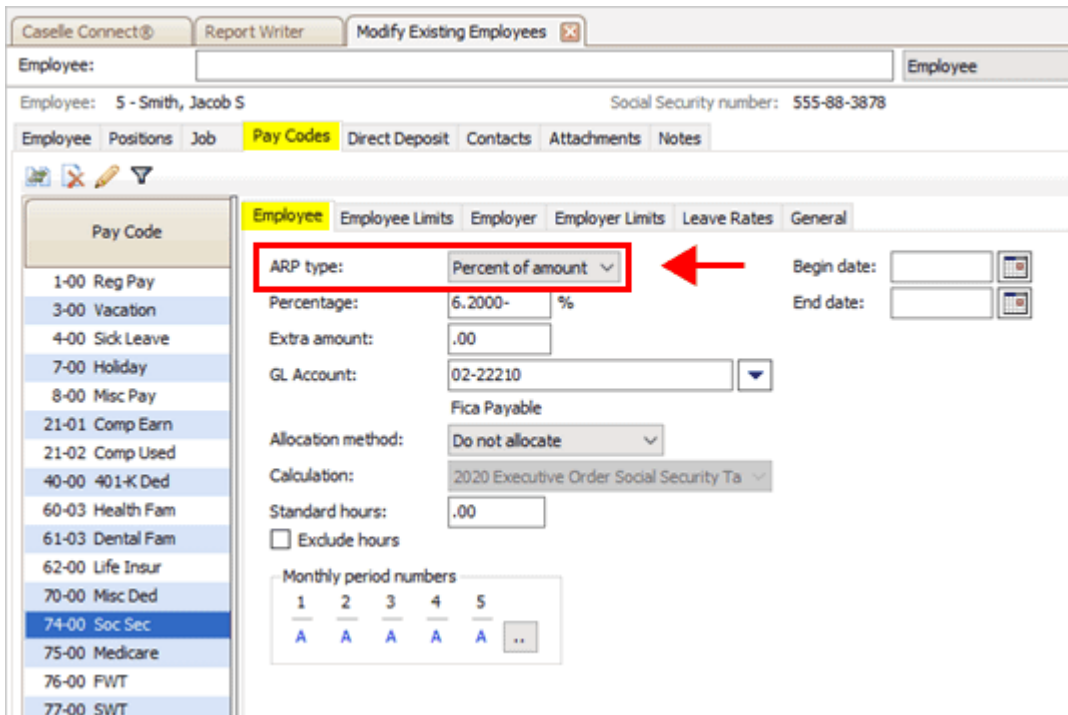 Caselle Connect® Report Writer Modify Existing Employees
Employee: Employee
Employee: 5 - Smith, Jacob S Social Security number: 555-88-3878
Employee Positions Job Pay Codes Direct Deposit Contacts Attachments Notes
Pay Code
1-00 Reg Pay
3-00 Vacation
4-00 Sick Leave
7-00 Holiday
8-00 Misc Pay
21-01 Comp Earn
21-02 Comp Used
40-00 401-K Ded
60-03 Health Fam
61-03 Dental Fam
62-00 Life Insur
70-00 Misc Ded
74-00 Soc Sec
75-00 Medicare
76-00 FWT
77-00 SWT
Employee Employee Limits Employer Employer Limits Leave Rates General
ARP type: Percent of amount Begin date:
Percentage: 6.2000- % End date:
Extra amount: .00
GL Account: 02-22210
Fica Payable
Allocation method: Do not allocate
Calculation: 2020 Executive Order Social Security Ta
Standard hours: .00
Exclude hours
Monthly period numbers
1 2 3 4 5
A A A A A ..